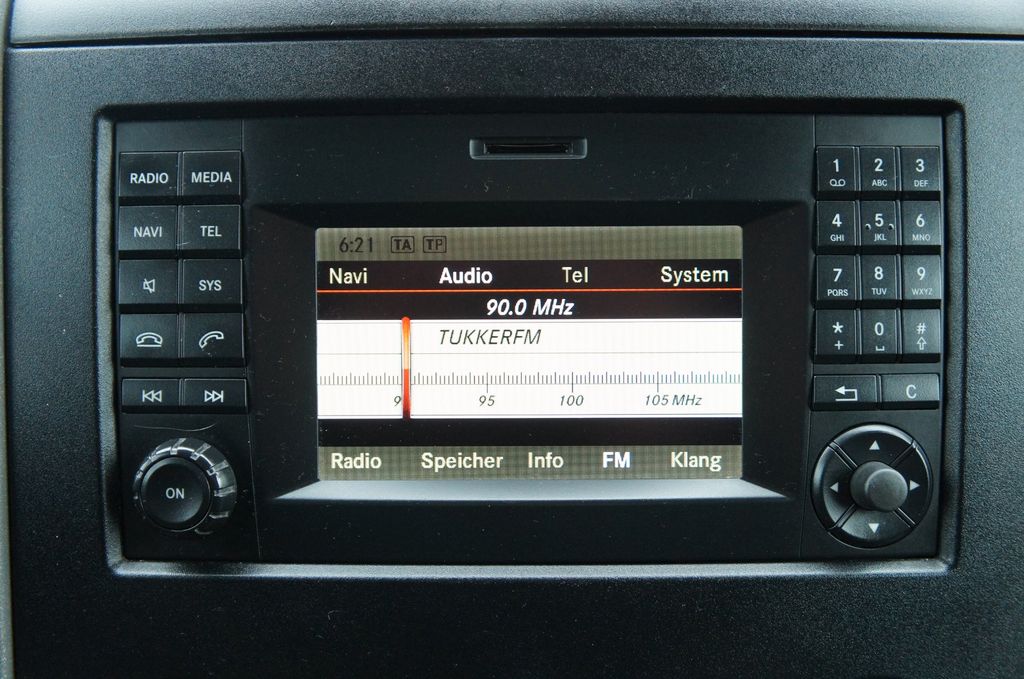 RADIO MEDIA
NAVI TEL
SYS
ON
6:21 TA TP
Navi Audio Tel System
90.0 MHz
TUKKERFM
9 95 100 105 MHz
Radio Speicher Info FM Klang
1 2 ABC 3 DEF
4 GHI 5 JKL 6 MNO
7 PQRS 8 TUV 9 WXYZ
* + 0 #
C